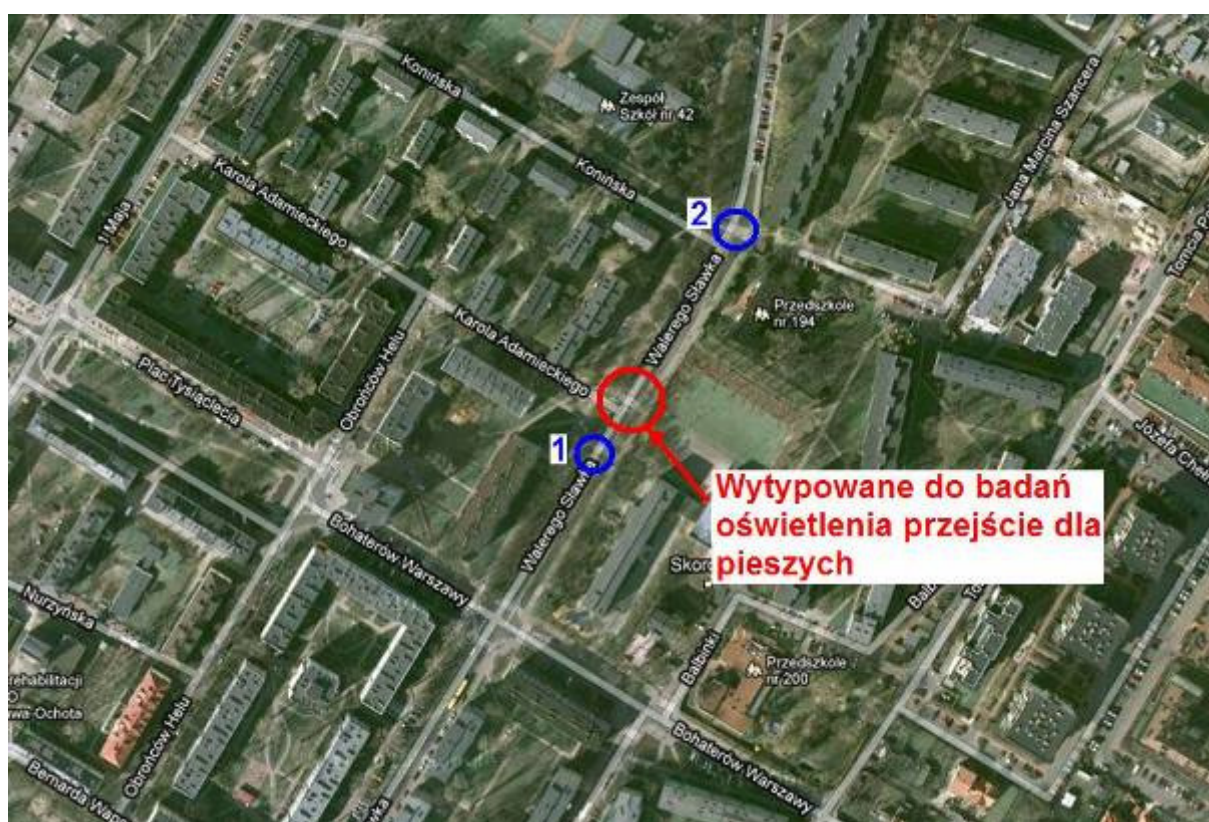 Konińska
Zespół
Szkół nr 42
Jana Marcina Szancera
Konińska
Karola Adamieckiego
1 Maja
2
Walerego Sławka
Przedszkole
nr 194
Karola Adamieckiego
Obrońców Helu
Plac Tysiąclecia
1
Walerego Sławka
Wytypowane do badań
oświetlenia przejście dla
pieszych
Bohaterów Warszawy
Nurzyńska
Balbinki
Przedszkole
nr 200
Obrońców Helu
Bohaterów Warszawy
Bernarda